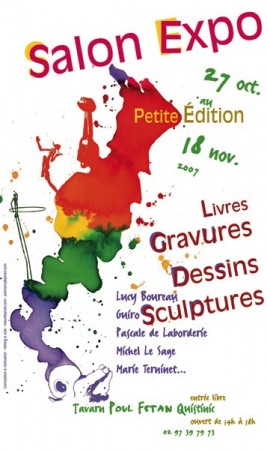 Salon Expo
27 oct.
au
Petite Édition
18 nov.
2007
Livres
Gravures
Dessins
Sculptures
Lucy Boureau
Guiro
Pascale de Laborderie
Michel Le Sage
Marie Terninet...
entrée libre
Tavarn Poul Fetan Quistinic
ouvert de 14h à 18h
02 97 39 79 73